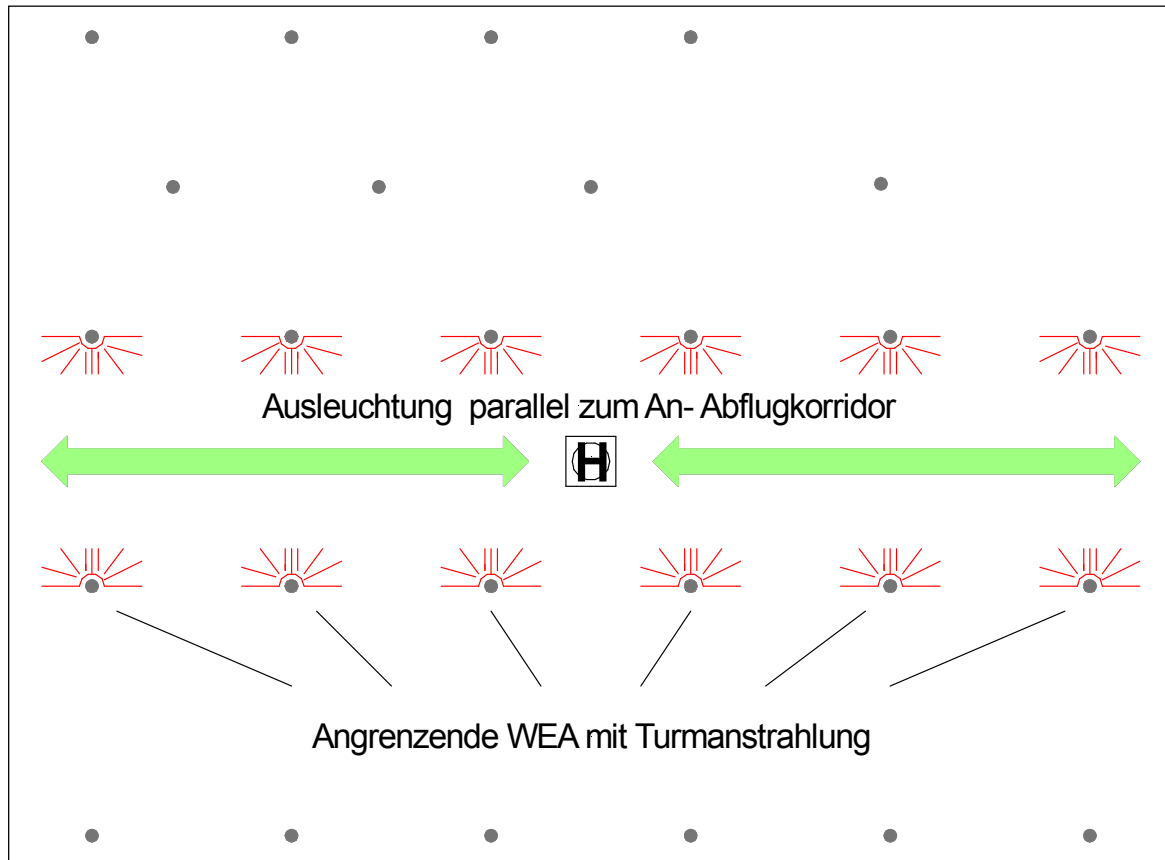 Ausleuchtung parallel zum An- Abflugkorridor
H
Angrenzende WEA mit Turmanstrahlung